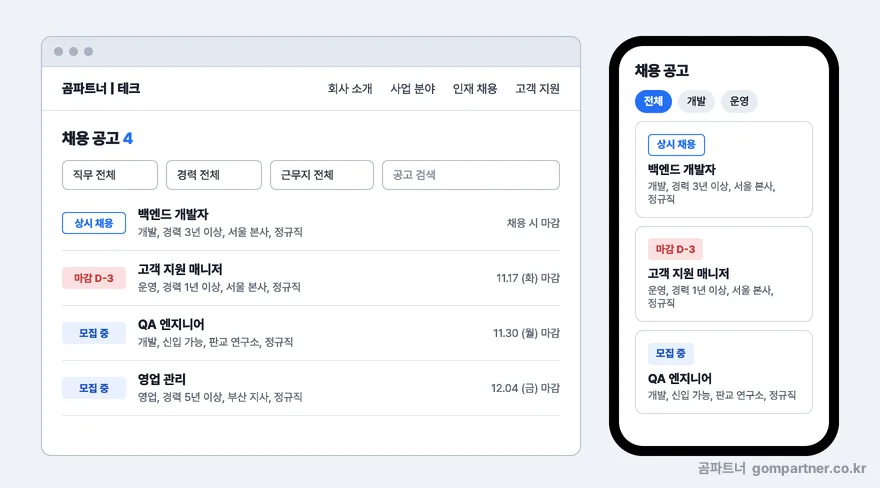 곰파트너 | 테크
회사 소개 사업 분야 인재 채용 고객 지원
채용 공고 4
직무 전체 경력 전체 근무지 전체 공고 검색
상시 채용
백엔드 개발자
개발, 경력 3년 이상, 서울 본사, 정규직
채용 시 마감
마감 D-3
고객 지원 매니저
운영, 경력 1년 이상, 서울 본사, 정규직
11.17 (화) 마감
모집 중
QA 엔지니어
개발, 신입 가능, 판교 연구소, 정규직
11.30 (월) 마감
모집 중
영업 관리
영업, 경력 5년 이상, 부산 지사, 정규직
12.04 (금) 마감
채용 공고
전체 개발 운영
상시 채용
백엔드 개발자
개발, 경력 3년 이상, 서울 본사,
정규직
마감 D-3
고객 지원 매니저
운영, 경력 1년 이상, 서울 본사,
정규직
모집 중
QA 엔지니어
개발, 신입 가능, 판교 연구소, 정규직
곰파트너 gompartner.co.kr